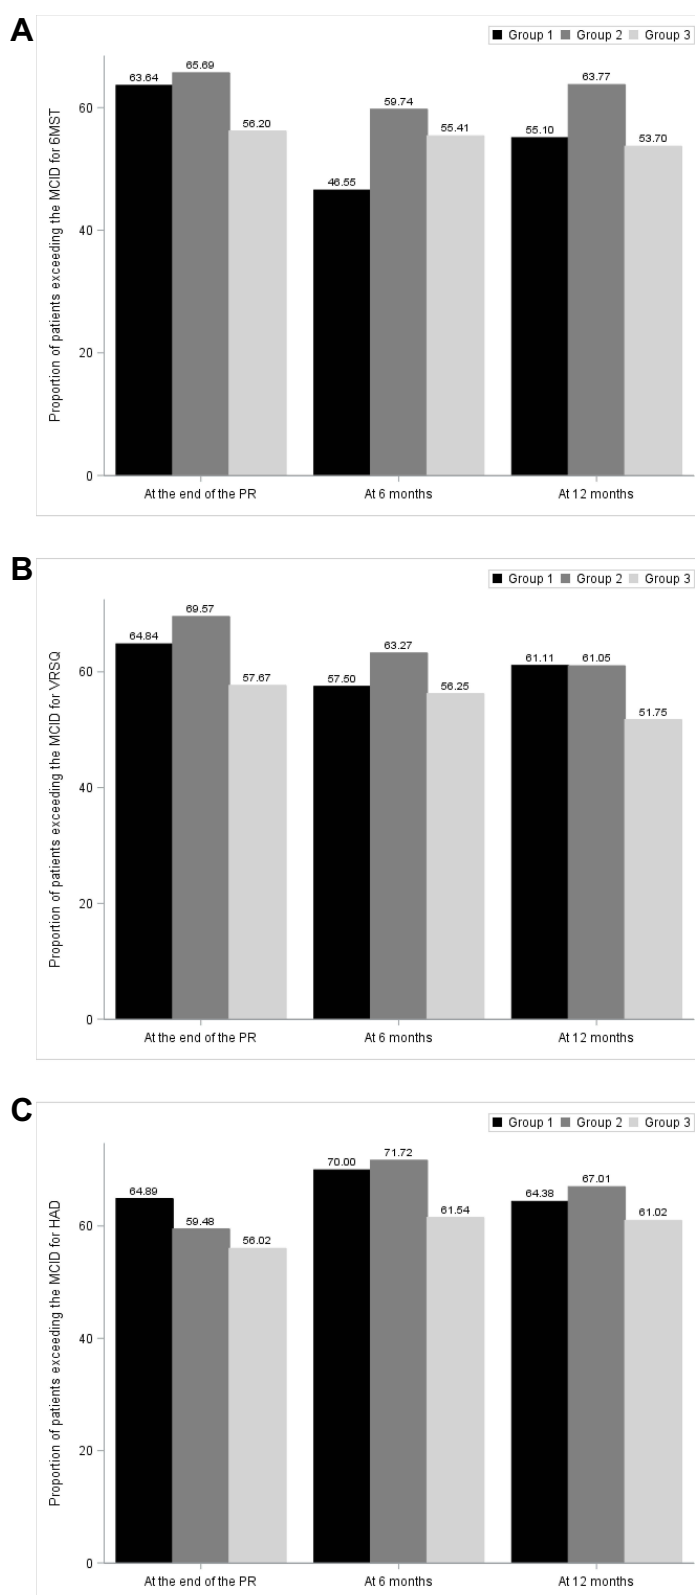 A
Group 1 Group 2 Group 3
Proportion of patients exceeding the MCID for 6MST
60
40
20
0
63.64 65.69 56.20
46.55 59.74 55.41
55.10 63.77 53.70
At the end of the PR At 6 months At 12 months
B
Group 1 Group 2 Group 3
Proportion of patients exceeding the MCID for VRSQ
60
40
20
0
64.84 69.57 57.67
57.50 63.27 56.25
61.11 61.05 51.75
At the end of the PR At 6 months At 12 months
C
Group 1 Group 2 Group 3
Proportion of patients exceeding the MCID for HAD
60
40
20
0
64.89 59.48 56.02
70.00 71.72 61.54
64.38 67.01 61.02
At the end of the PR At 6 months At 12 months